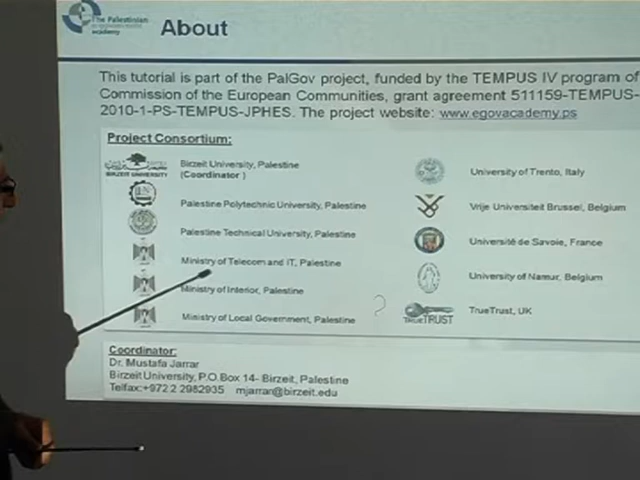 The Palestinian
academy
About
This tutorial is part of the PalGov project, funded by the TEMPUS IV program of
Commission of the European Communities, grant agreement 511159-TEMPUS-
2010-1-PS-TEMPUS-JPHES. The project website: www.egovacademy.ps
Project Consortium:
BIRZEIT UNIVERSITY
Birzeit University, Palestine
(Coordinator )
Palestine Polytechnic University, Palestine
Palestine Technical University, Palestine
Ministry of Telecom and IT, Palestine
Ministry of Interior, Palestine
Ministry of Local Government, Palestine
University of Trento, Italy
Vrije Universiteit Brussel, Belgium
Université de Savoie, France
University of Namur, Belgium
TrueTRUST
TrueTrust, UK
Coordinator:
Dr. Mustafa Jarrar
Birzeit University, P.O.Box 14- Birzeit, Palestine
Telfax:+972 2 2982935 mjarrar@birzeit.edu